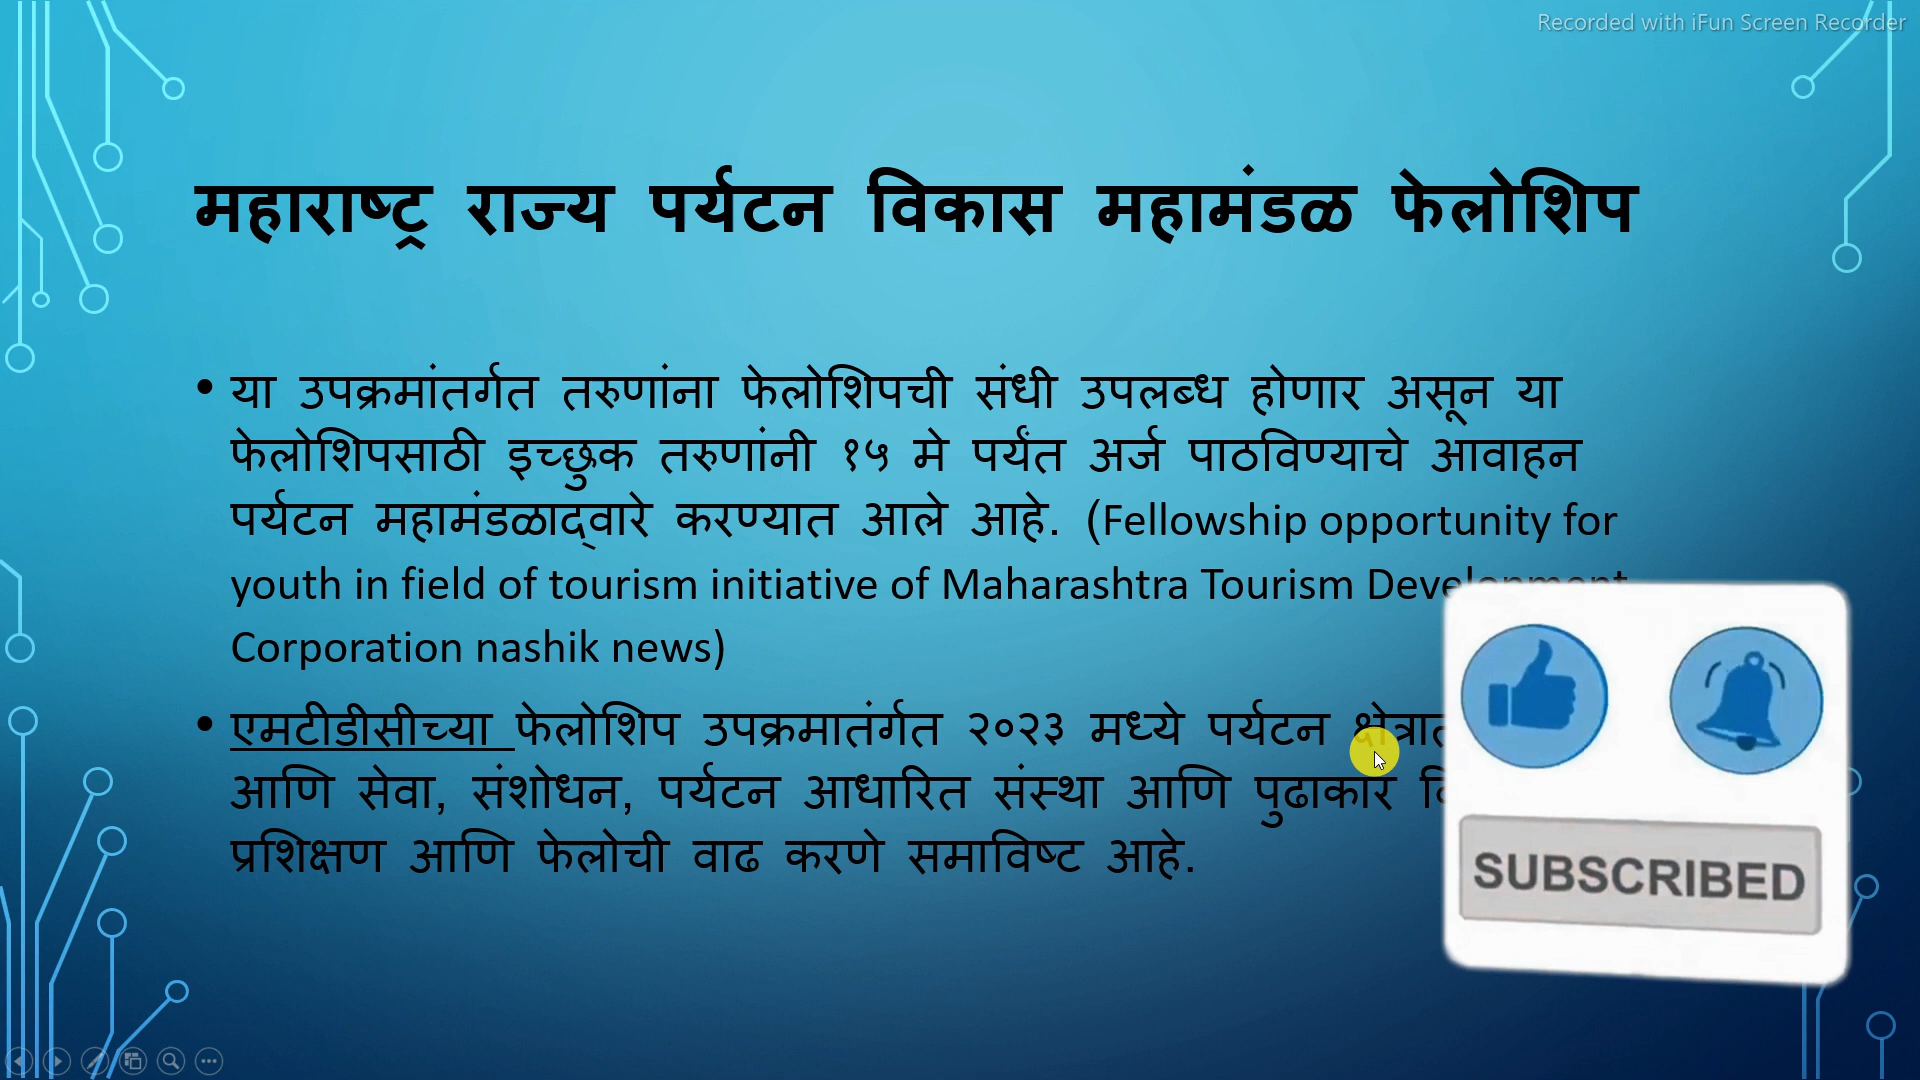 Recorded with iFun Screen Recorder
महाराष्ट्र राज्य पर्यटन विकास महामंडळ फेलोशिप
• या उपक्रमांतर्गत तरुणांना फेलोशिपची संधी उपलब्ध होणार असून या
फेलोशिपसाठी इच्छुक तरुणांनी १५ मे पर्यंत अर्ज पाठविण्याचे आवाहन
पर्यटन महामंडळाद्वारे करण्यात आले आहे. (Fellowship opportunity for
youth in field of tourism initiative of Maharashtra Tourism Development
Corporation nashik news)
• एमटीडीसीच्या फेलोशिप उपक्रमातंर्गत २०२३ मध्ये पर्यटन
आणि सेवा, संशोधन, पर्यटन आधारित संस्था आणि पुढाकार
प्रशिक्षण आणि फेलोची वाढ करणे समाविष्ट आहे.
SUBSCRIBED